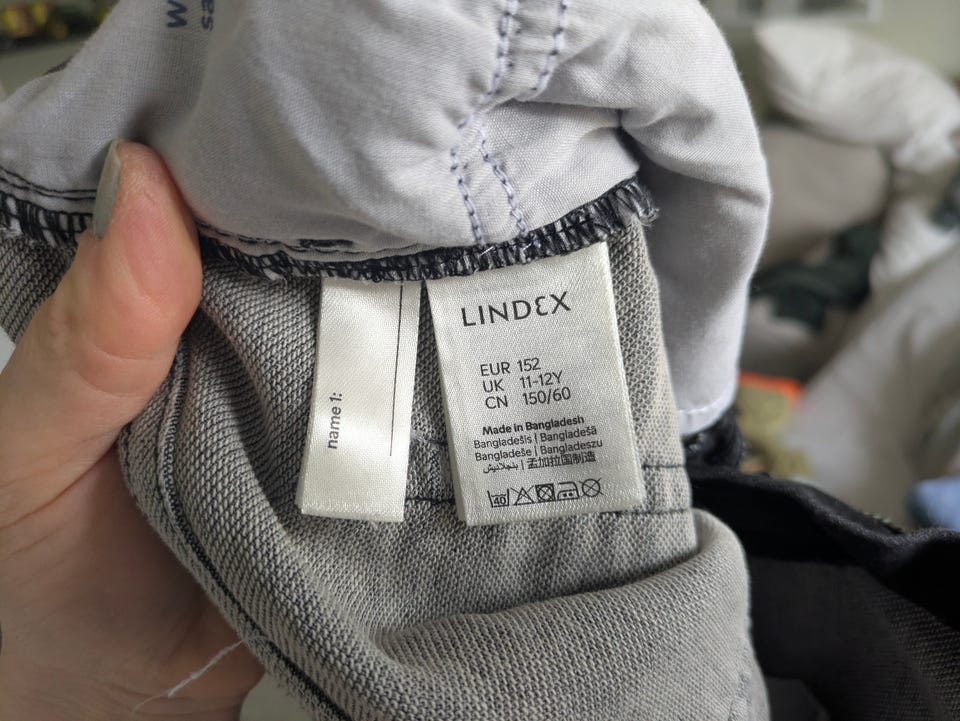 name 1:
LINDEX
EUR 152
UK 11-12Y
CN 150/60
Made in Bangladesh
Bangladešis | Bangladešā
Bangladeše | Bangladeszu
بنجلاديش | 孟加拉国制造
40